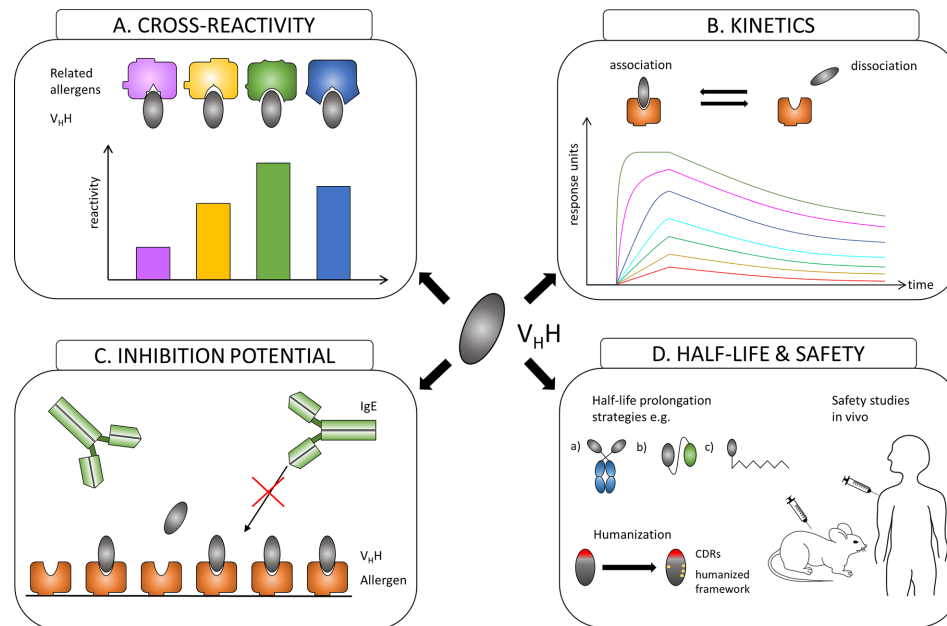 A. CROSS-REACTIVITY
Related
allergens
VHH
reactivity
B. KINETICS
association
dissociation
response units
time
VHH
C. INHIBITION POTENTIAL
IgE
VHH
Allergen
D. HALF-LIFE & SAFETY
Half-life prolongation
strategies e.g.
a) b) c)
Safety studies
in vivo
Humanization
CDRs
humanized
framework